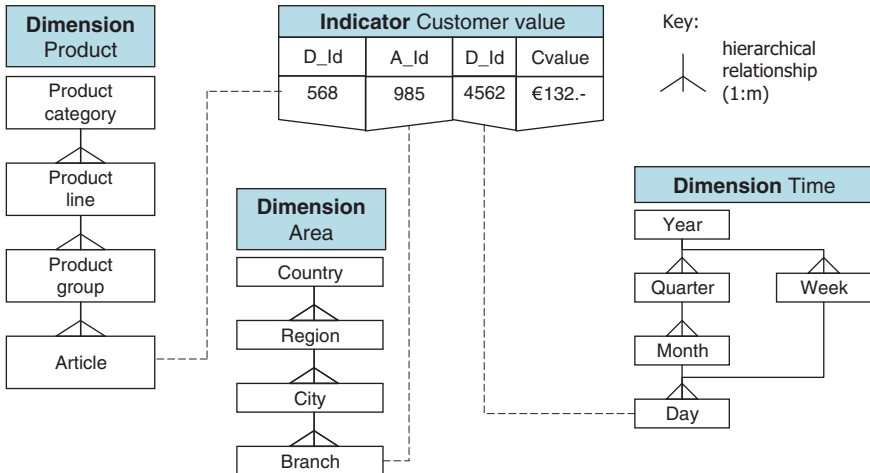 Dimension
Product
Product
category
Product
line
Product
group
Article
Indicator Customer value
D_Id A_Id D_Id Cvalue
568 985 4562 €132.-
Key:
hierarchical
relationship
(1:m)
Dimension
Area
Country
Region
City
Branch
Dimension Time
Year
Quarter Week
Month
Day